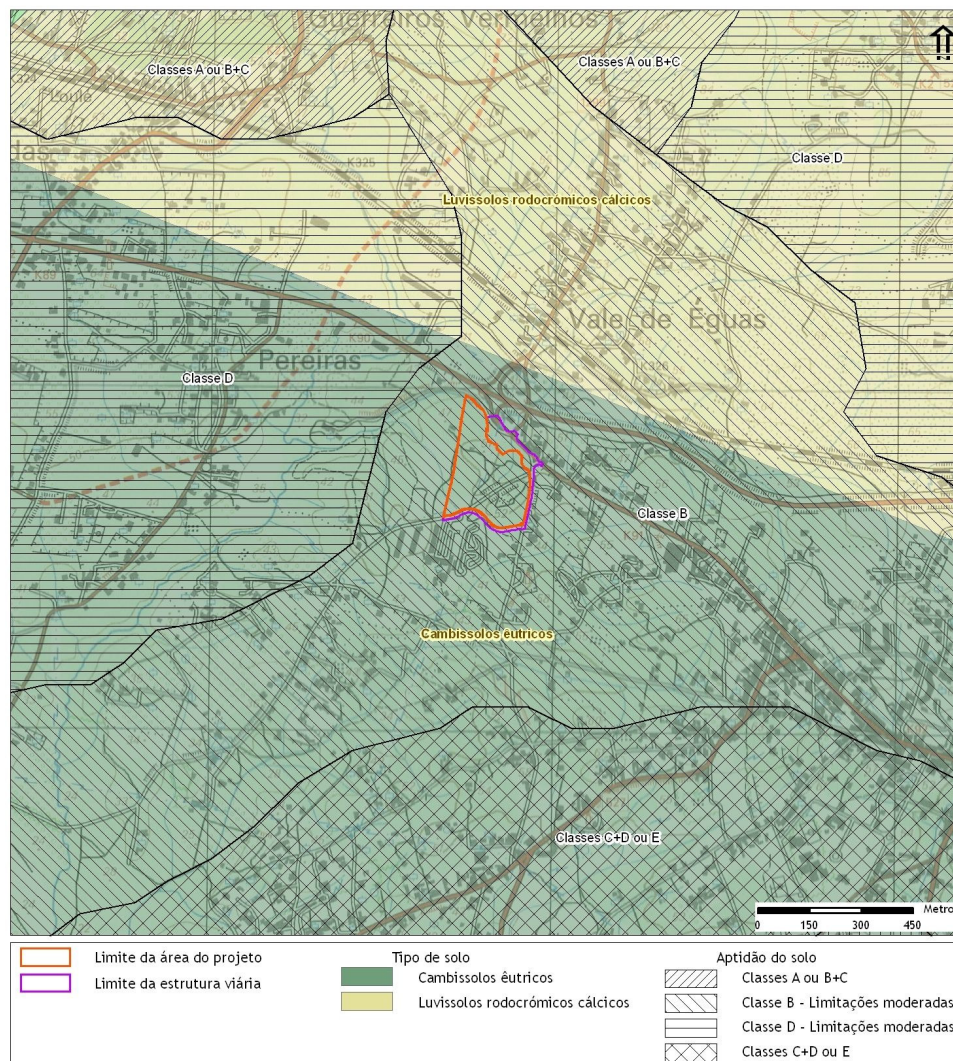 Guerreiros Vermelhos
Classes A ou B+C
Classes A ou B+C
Loulé
K325
Classe D
Luvissolos rodocrómicos cálcicos
Vale de Éguas
Pereiras
Classe D
Classe B
Cambissolos êutricos
Classes C+D ou E
Metro
0 150 300 450
Limite da área do projeto
Limite da estrutura viária
Tipo de solo
Cambissolos êutricos
Luvissolos rodocrómicos cálcicos
Aptidão do solo
Classes A ou B+C
Classe B - Limitações moderadas
Classe D - Limitações moderadas
Classes C+D ou E